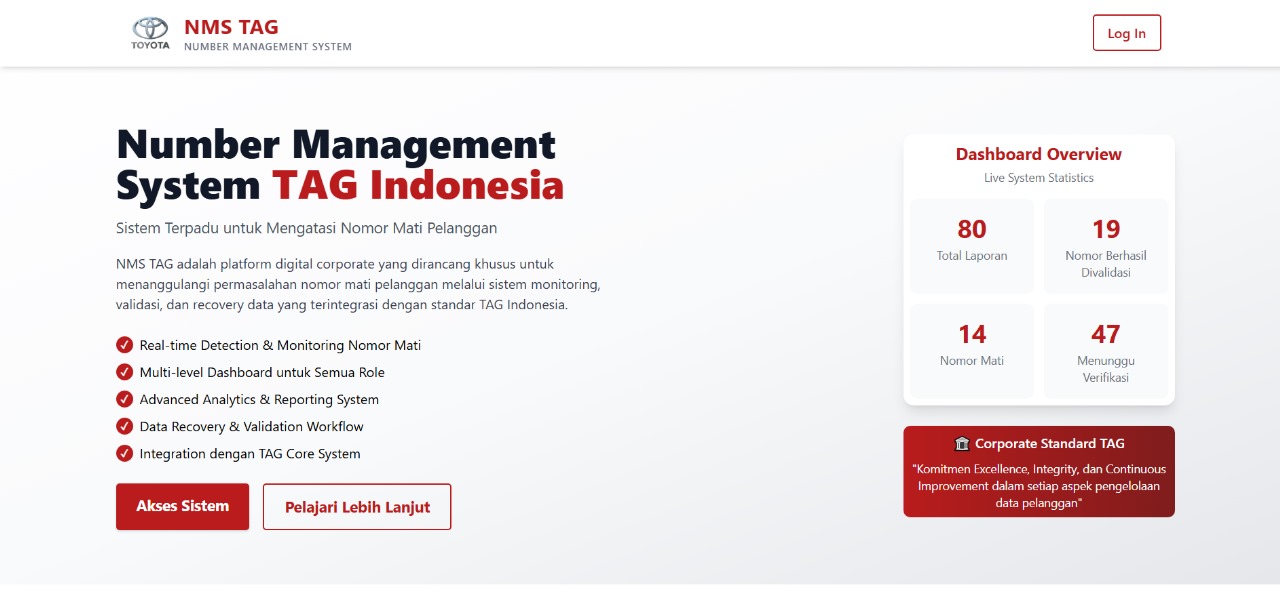 TOYOTA
NMS TAG
NUMBER MANAGEMENT SYSTEM
Log In
Number Management
System TAG Indonesia
Sistem Terpadu untuk Mengatasi Nomor Mati Pelanggan
NMS TAG adalah platform digital corporate yang dirancang khusus untuk
menanggulangi permasalahan nomor mati pelanggan melalui sistem monitoring,
validasi, dan recovery data yang terintegrasi dengan standar TAG Indonesia.
Real-time Detection & Monitoring Nomor Mati
Multi-level Dashboard untuk Semua Role
Advanced Analytics & Reporting System
Data Recovery & Validation Workflow
Integration dengan TAG Core System
Akses Sistem
Pelajari Lebih Lanjut
Dashboard Overview
Live System Statistics
80
Total Laporan
19
Nomor Berhasil
Divalidasi
14
Nomor Mati
47
Menunggu
Verifikasi
🏛️ Corporate Standard TAG
"Komitmen Excellence, Integrity, dan Continuous
Improvement dalam setiap aspek pengelolaan
data pelanggan"